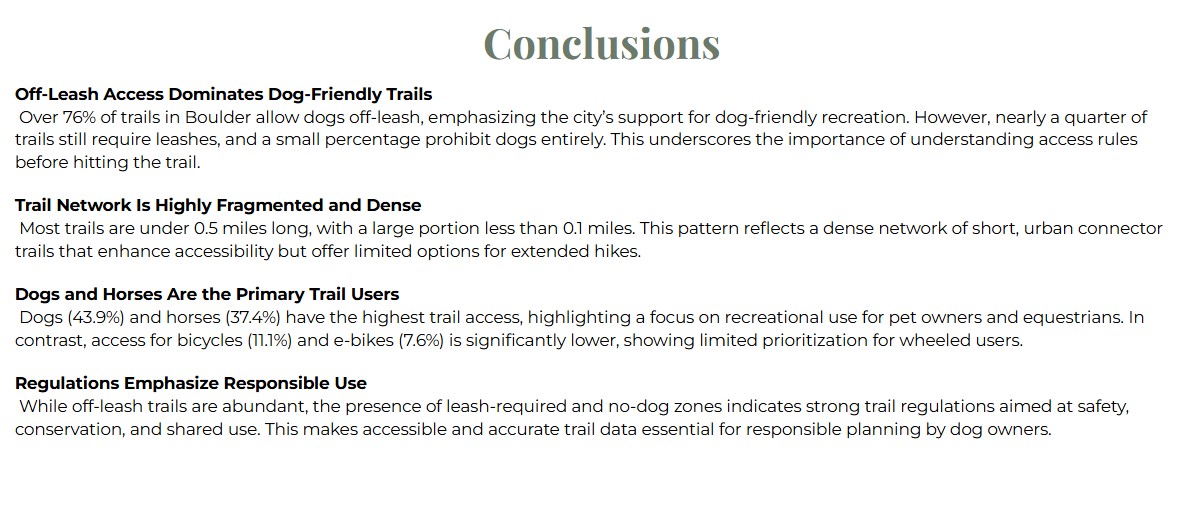 Conclusions
Off-Leash Access Dominates Dog-Friendly Trails
Over 76% of trails in Boulder allow dogs off-leash, emphasizing the city's support for dog-friendly recreation. However, nearly a quarter of
trails still require leashes, and a small percentage prohibit dogs entirely. This underscores the importance of understanding access rules
before hitting the trail.
Trail Network Is Highly Fragmented and Dense
Most trails are under 0.5 miles long, with a large portion less than 0.1 miles. This pattern reflects a dense network of short, urban connector
trails that enhance accessibility but offer limited options for extended hikes.
Dogs and Horses Are the Primary Trail Users
Dogs (43.9%) and horses (37.4%) have the highest trail access, highlighting a focus on recreational use for pet owners and equestrians. In
contrast, access for bicycles (11.1%) and e-bikes (7.6%) is significantly lower, showing limited prioritization for wheeled users.
Regulations Emphasize Responsible Use
While off-leash trails are abundant, the presence of leash-required and no-dog zones indicates strong trail regulations aimed at safety,
conservation, and shared use. This makes accessible and accurate trail data essential for responsible planning by dog owners.